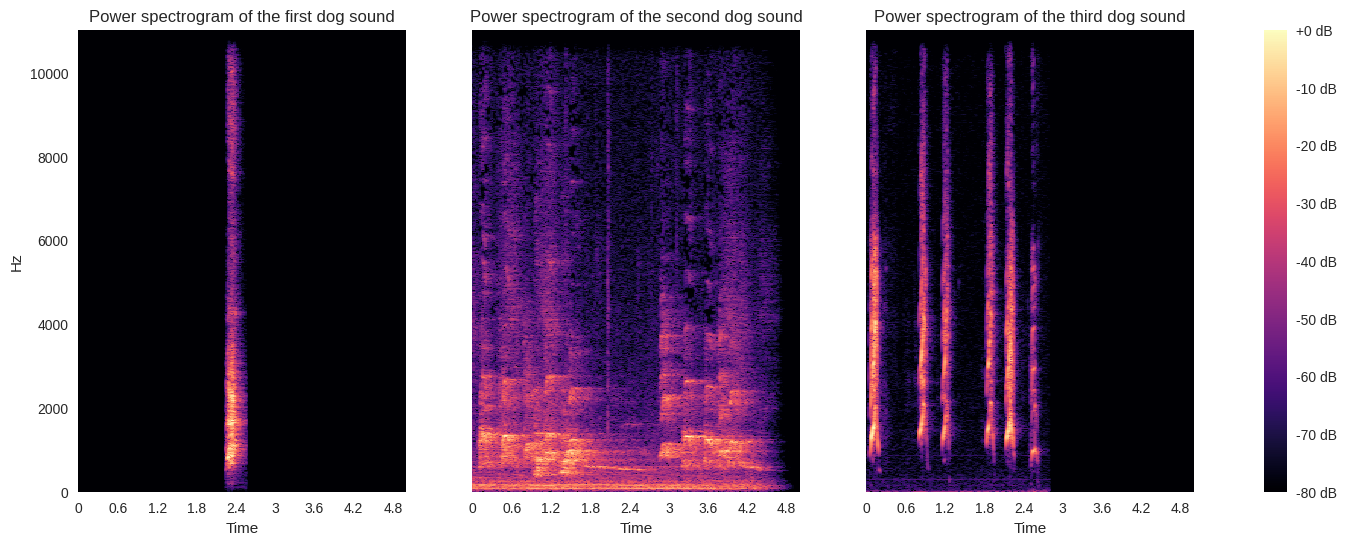 Power spectrogram of the first dog sound
Power spectrogram of the second dog sound
Power spectrogram of the third dog sound
+0 dB
-10 dB
-20 dB
-30 dB
-40 dB
-50 dB
-60 dB
-70 dB
-80 dB
10000
8000
6000
4000
2000
0
Hz
0 0.6 1.2 1.8 2.4 3 3.6 4.2 4.8
0 0.6 1.2 1.8 2.4 3 3.6 4.2 4.8
0 0.6 1.2 1.8 2.4 3 3.6 4.2 4.8
Time
Time
Time